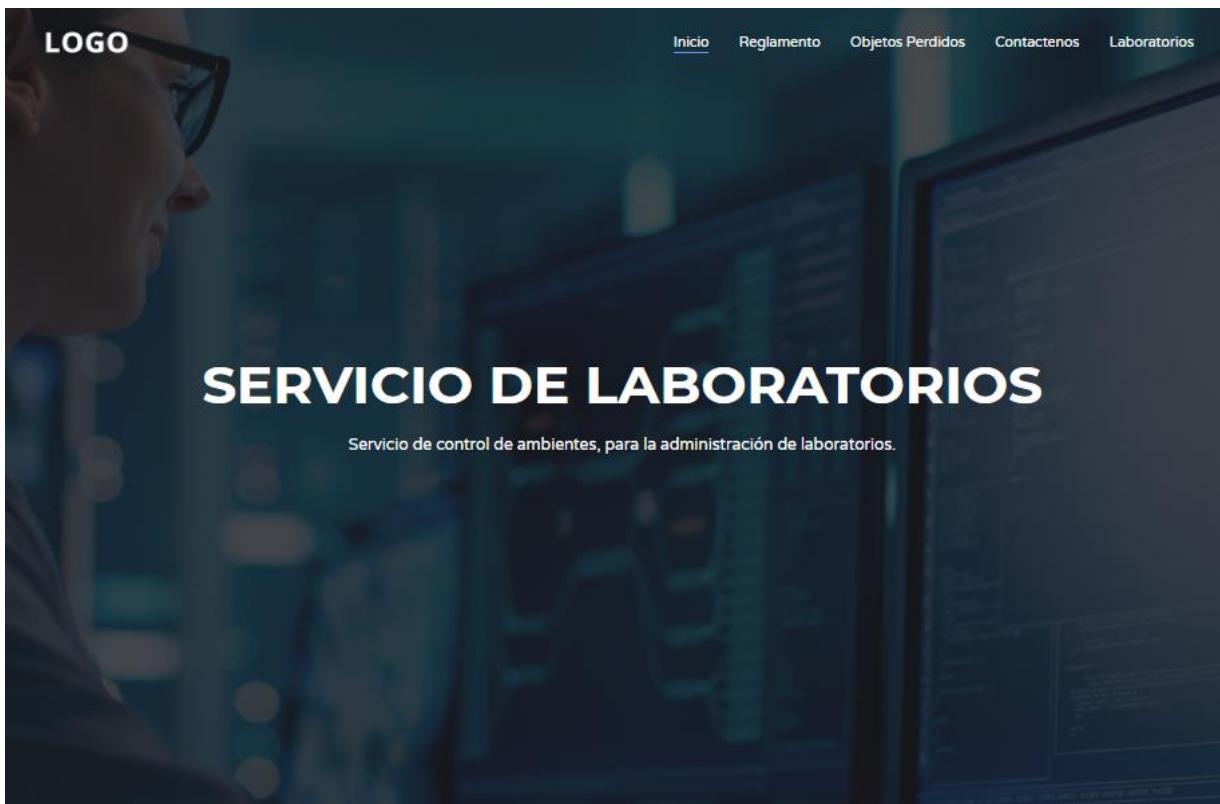 LOGO
Inicio Reglamento Objetos Perdidos Contactenos Laboratorios
SERVICIO DE LABORATORIOS
Servicio de control de ambientes, para la administración de laboratorios.